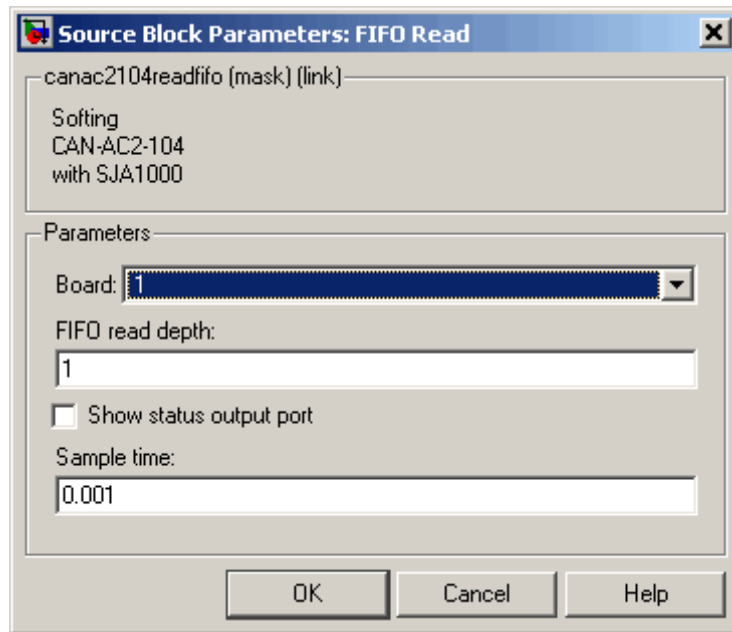 Source Block Parameters: FIFO Read
canac2104readfifo (mask) (link)
Softing
CAN-AC2-104
with SJA1000
Parameters
Board: 1
FIFO read depth:
1
Show status output port
Sample time:
0.001
OK Cancel Help